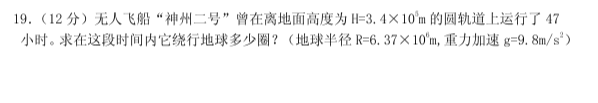 19.（12 分）无人飞船“神州二号”曾在离地面高度为 H=3. 4×10⁵m 的圆轨道上运行了 47
小时。求在这段时间内它绕行地球多少圈？（地球半径 R=6. 37×10⁶m, 重力加速 g=9. 8m/s²）